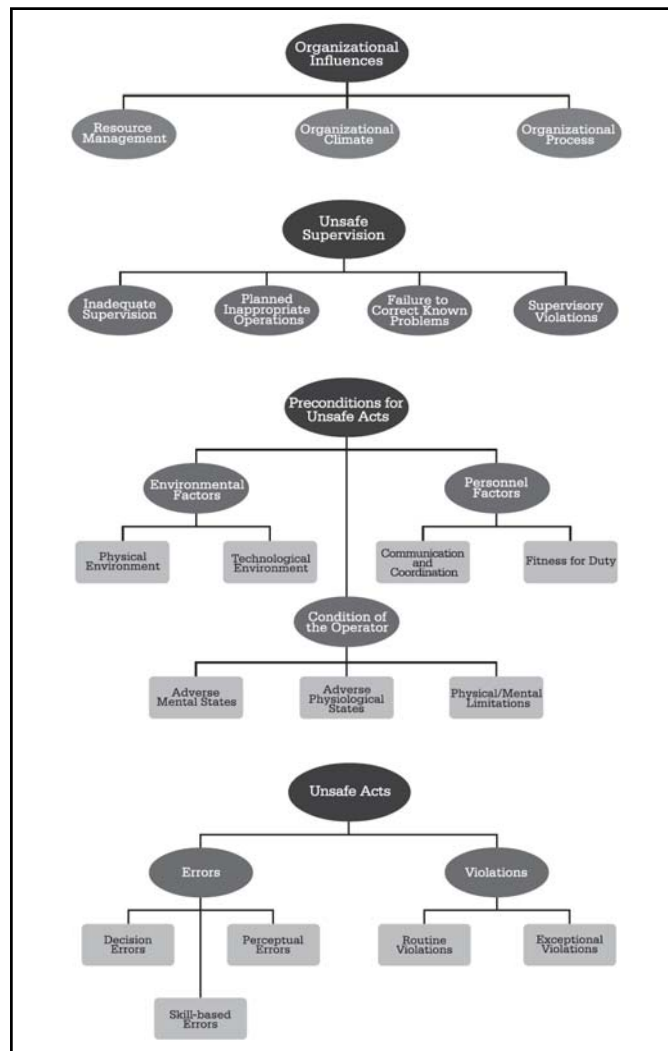 Organizational
Influences
Resource
Management
Organizational
Climate
Organizational
Process
Unsafe
Supervision
Inadequate
Supervision
Planned
Inappropriate
Operations
Failure to
Correct Known
Problems
Supervisory
Violations
Preconditions for
Unsafe Acts
Environmental
Factors
Personnel
Factors
Physical
Environment
Technological
Environment
Communication
and
Coordination
Fitness for Duty
Condition of
the Operator
Adverse
Mental States
Adverse
Physiological
States
Physical/Mental
Limitations
Unsafe Acts
Errors
Violations
Decision
Errors
Perceptual
Errors
Routine
Violations
Exceptional
Violations
Skill-based
Errors